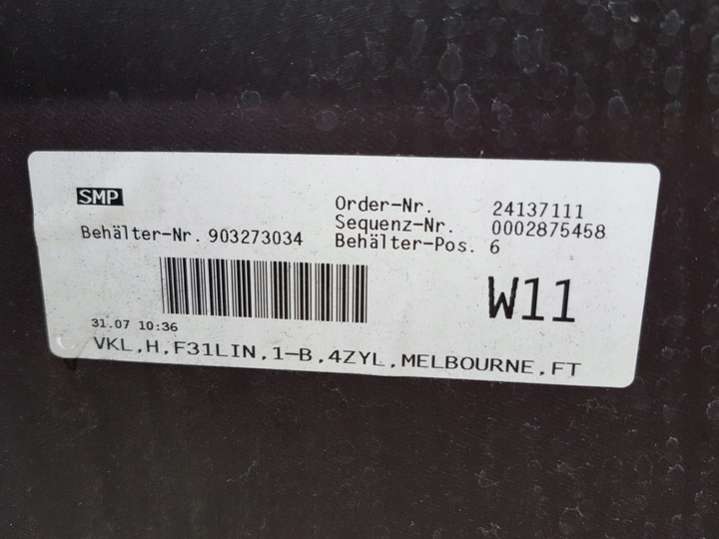 SMP
Behälter-Nr. 903273034
Order-Nr. 24137111
Sequenz-Nr. 0002875458
Behälter-Pos. 6
W11
31.07 10:36
VKL,H,F31LIN,1-B,4ZYL,MELBOURNE,FT